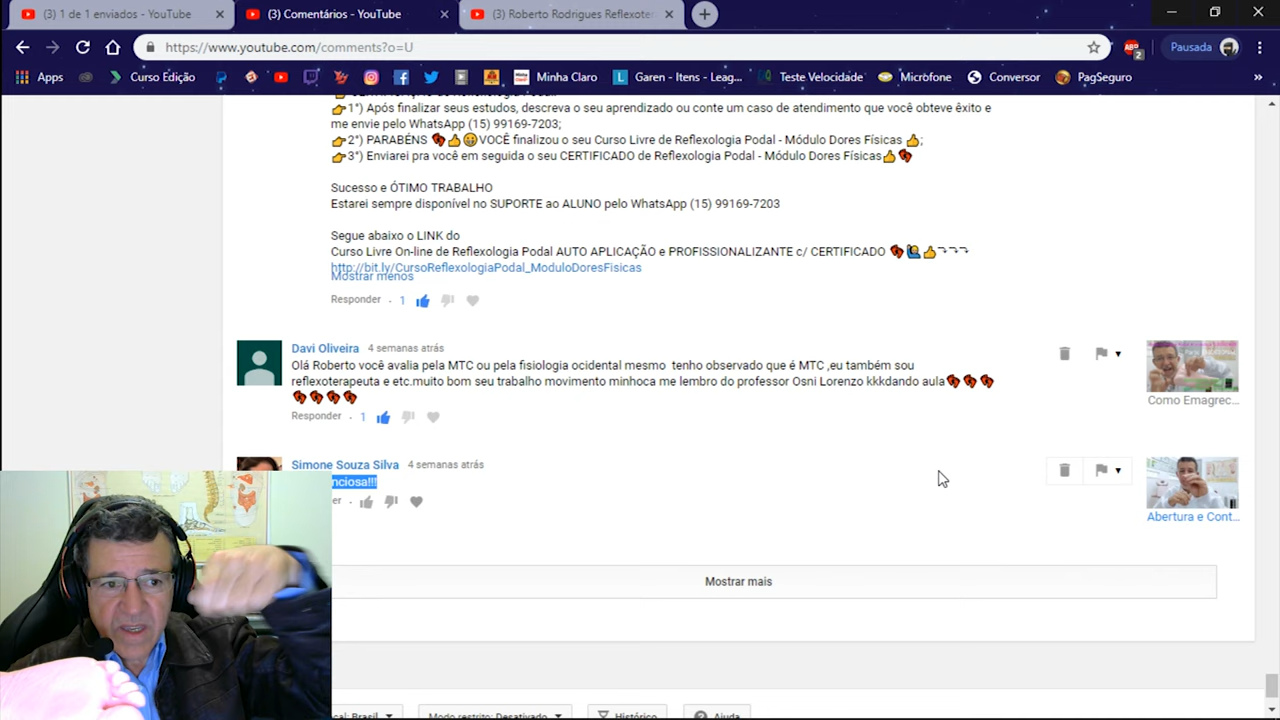 (3) 1 de 1 enviados - YouTube
(3) Comentários - YouTube
(3) Roberto Rodrigues Reflexoter
https://www.youtube.com/comments?o=U
ABP
2
Pausada
Apps
Curso Edição
Minha Claro
Garen - Itens - Leag...
Teste Velocidade
Microfone
Conversor
PagSeguro
»
👉1°) Após finalizar seus estudos, descreva o seu aprendizado ou conte um caso de atendimento que você obteve êxito e
me envie pelo WhatsApp (15) 99169-7203;
👉2°) PARABÉNS 👣👍😀VOCÊ finalizou o seu Curso Livre de Reflexologia Podal - Módulo Dores Físicas 👍;
👉3°) Enviarei pra você em seguida o seu CERTIFICADO de Reflexologia Podal - Módulo Dores Físicas👍👣
Sucesso e ÓTIMO TRABALHO
Estarei sempre disponível no SUPORTE ao ALUNO pelo WhatsApp (15) 99169-7203
Segue abaixo o LINK do
Curso Livre On-line de Reflexologia Podal AUTO APLICAÇÃO e PROFISSIONALIZANTE c/ CERTIFICADO 👣🙋👍⤵⤵⤵
http://bit.ly/CursoReflexologiaPodal_ModuloDoresFisicas
Mostrar menos
Responder · 1
Davi Oliveira 4 semanas atrás
Olá Roberto você avalia pela MTC ou pela fisiologia ocidental mesmo tenho observado que é MTC ,eu também sou
reflexoterapeuta e etc.muito bom seu trabalho movimento minhoca me lembro do professor Osni Lorenzo kkkdando aula👣👣👣
👣👣👣👣
Responder · 1
Como Emagrec...
Simone Souza Silva 4 semanas atrás
nciosa!!!
er
Abertura e Cont...
Mostrar mais
cal: Brasil
Modo restrito: Desativado
Histórico
Ajuda